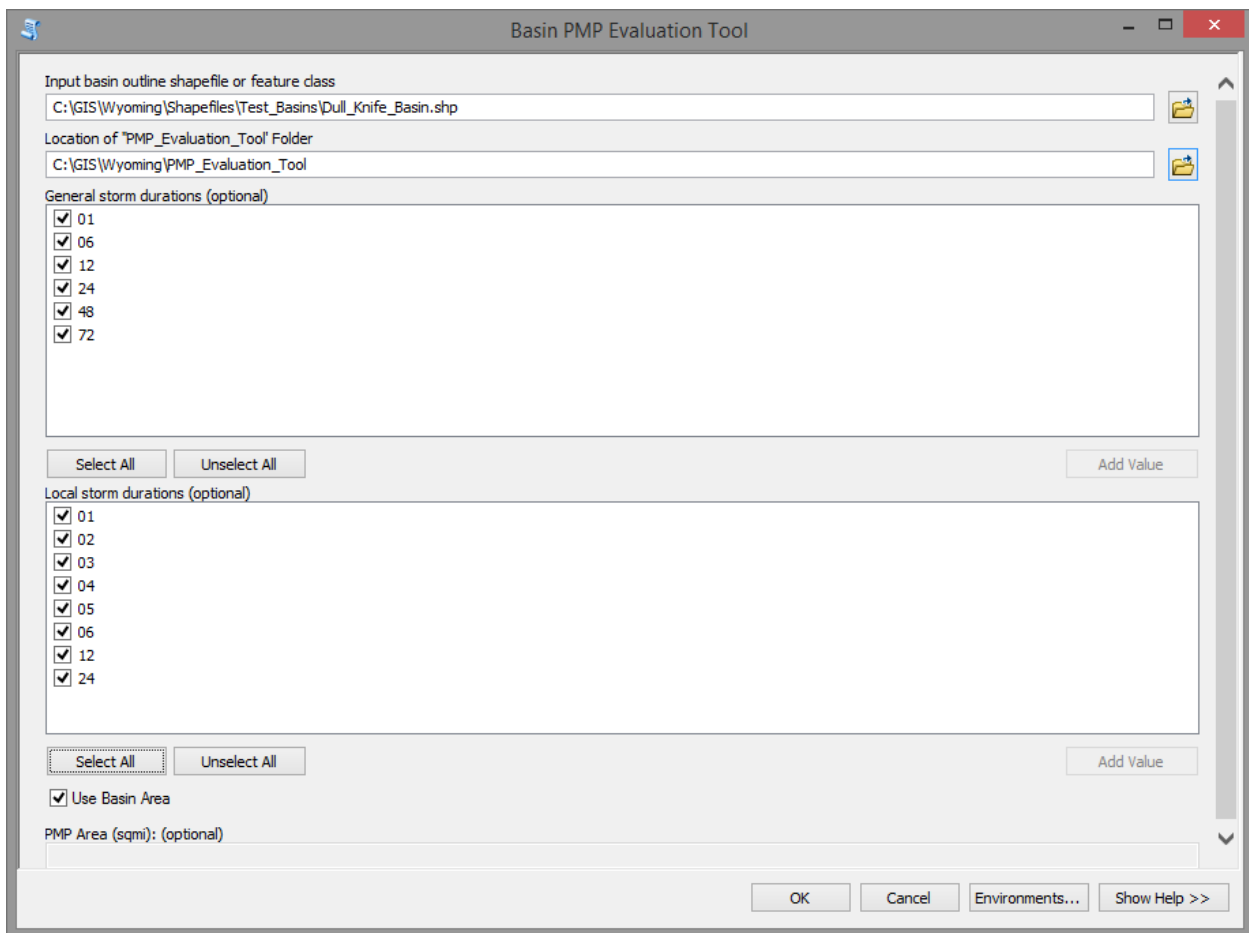 Basin PMP Evaluation Tool
Input basin outline shapefile or feature class
C:\GIS\Wyoming\Shapefiles\Test_Basins\Dull_Knife_Basin.shp
Location of "PMP_Evaluation_Tool' Folder
C:\GIS\Wyoming\PMP_Evaluation_Tool
General storm durations (optional)
01
06
12
24
48
72
Select All Unselect All Add Value
Local storm durations (optional)
01
02
03
04
05
06
12
24
Select All Unselect All Add Value
Use Basin Area
PMP Area (sqmi): (optional)
OK Cancel Environments... Show Help >>